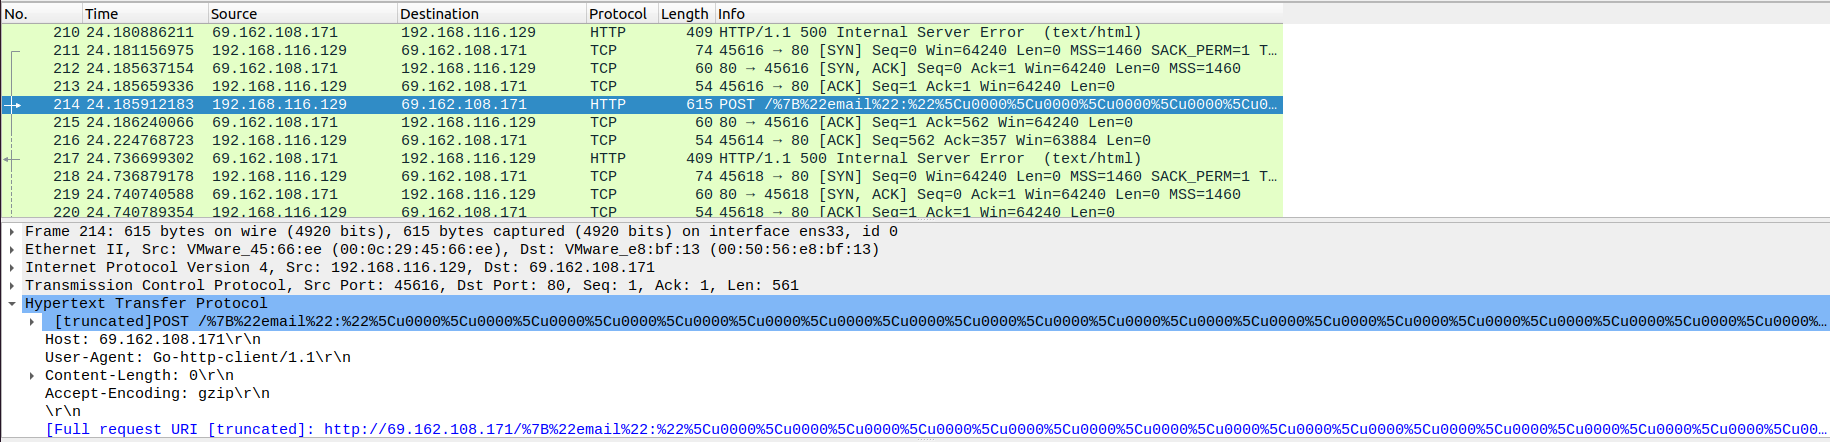 No. Time Source Destination Protocol Length Info
210 24.180886211 69.162.108.171 192.168.116.129 HTTP 409 HTTP/1.1 500 Internal Server Error (text/html)
211 24.181156975 192.168.116.129 69.162.108.171 TCP 74 45616 → 80 [SYN] Seq=0 Win=64240 Len=0 MSS=1460 SACK_PERM=1 T…
212 24.185637154 69.162.108.171 192.168.116.129 TCP 60 80 → 45616 [SYN, ACK] Seq=0 Ack=1 Win=64240 Len=0 MSS=1460
213 24.185659336 192.168.116.129 69.162.108.171 TCP 54 45616 → 80 [ACK] Seq=1 Ack=1 Win=64240 Len=0
214 24.185912183 192.168.116.129 69.162.108.171 HTTP 615 POST /%7B%22email%22:%22%5Cu0000%5Cu0000%5Cu0000%5Cu0000%5Cu0…
215 24.186240066 69.162.108.171 192.168.116.129 TCP 60 80 → 45616 [ACK] Seq=1 Ack=562 Win=64240 Len=0
216 24.224768723 192.168.116.129 69.162.108.171 TCP 54 45614 → 80 [ACK] Seq=562 Ack=357 Win=63884 Len=0
217 24.736699302 69.162.108.171 192.168.116.129 HTTP 409 HTTP/1.1 500 Internal Server Error (text/html)
218 24.736879178 192.168.116.129 69.162.108.171 TCP 74 45618 → 80 [SYN] Seq=0 Win=64240 Len=0 MSS=1460 SACK_PERM=1 T…
219 24.740740588 69.162.108.171 192.168.116.129 TCP 60 80 → 45618 [SYN, ACK] Seq=0 Ack=1 Win=64240 Len=0 MSS=1460
220 24.740789354 192.168.116.129 69.162.108.171 TCP 54 45618 → 80 [ACK] Seq=1 Ack=1 Win=64240 Len=0
Frame 214: 615 bytes on wire (4920 bits), 615 bytes captured (4920 bits) on interface ens33, id 0
Ethernet II, Src: VMware_45:66:ee (00:0c:29:45:66:ee), Dst: VMware_e8:bf:13 (00:50:56:e8:bf:13)
Internet Protocol Version 4, Src: 192.168.116.129, Dst: 69.162.108.171
Transmission Control Protocol, Src Port: 45616, Dst Port: 80, Seq: 1, Ack: 1, Len: 561
Hypertext Transfer Protocol
[truncated]POST /%7B%22email%22:%22%5Cu0000%5Cu0000%5Cu0000%5Cu0000%5Cu0000%5Cu0000%5Cu0000%5Cu0000%5Cu0000%5Cu0000%5Cu0000%5Cu0000%5Cu0000%5Cu0000%5Cu0000%5Cu0000%5Cu0000%5Cu0000%…
Host: 69.162.108.171\r\n
User-Agent: Go-http-client/1.1\r\n
Content-Length: 0\r\n
Accept-Encoding: gzip\r\n
\r\n
[Full request URI [truncated]: http://69.162.108.171/%7B%22email%22:%22%5Cu0000%5Cu0000%5Cu0000%5Cu0000%5Cu0000%5Cu0000%5Cu0000%5Cu0000%5Cu0000%5Cu0000%5Cu0000%5Cu0000%5Cu0000%5Cu00…